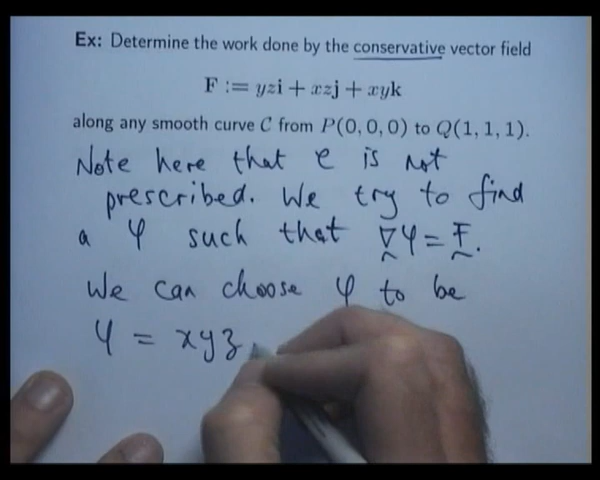 Ex: Determine the work done by the conservative vector field
F := yzi + xzj + xyk
along any smooth curve C from P(0, 0, 0) to Q(1, 1, 1).
Note here that C is not
prescribed. We try to find
a φ such that ∇φ = F.
We can choose φ to be
φ = xyz